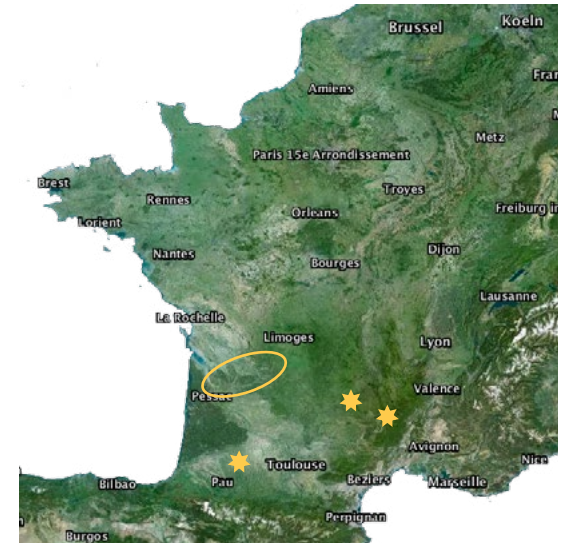 Brussel
Koeln
Fran
Amiens
Paris 15e Arrondissement
Metz
Brest
Rennes
Troyes
Lorient
Orleans
Freiburg in
Nantes
Bourges
Dijon
Lausanne
La Rochelle
Limoges
Lyon
Pessac
Valence
Avignon
Nice
Toulouse
Pau
Beziers
Marseille
Bilbao
Perpignan
Burgos